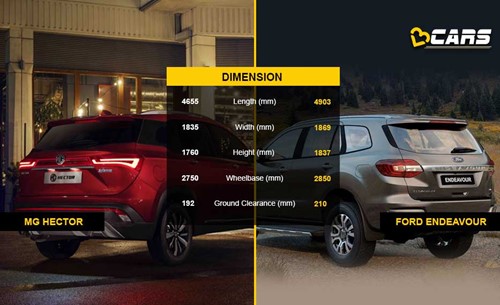 CARS
DIMENSION
4655 Length (mm) 4903
1835 Width (mm) 1869
1760 Height (mm) 1837
2750 Wheelbase (mm) 2850
192 Ground Clearance (mm) 210
HECTOR
ENDEAVOUR
MG HECTOR
FORD ENDEAVOUR